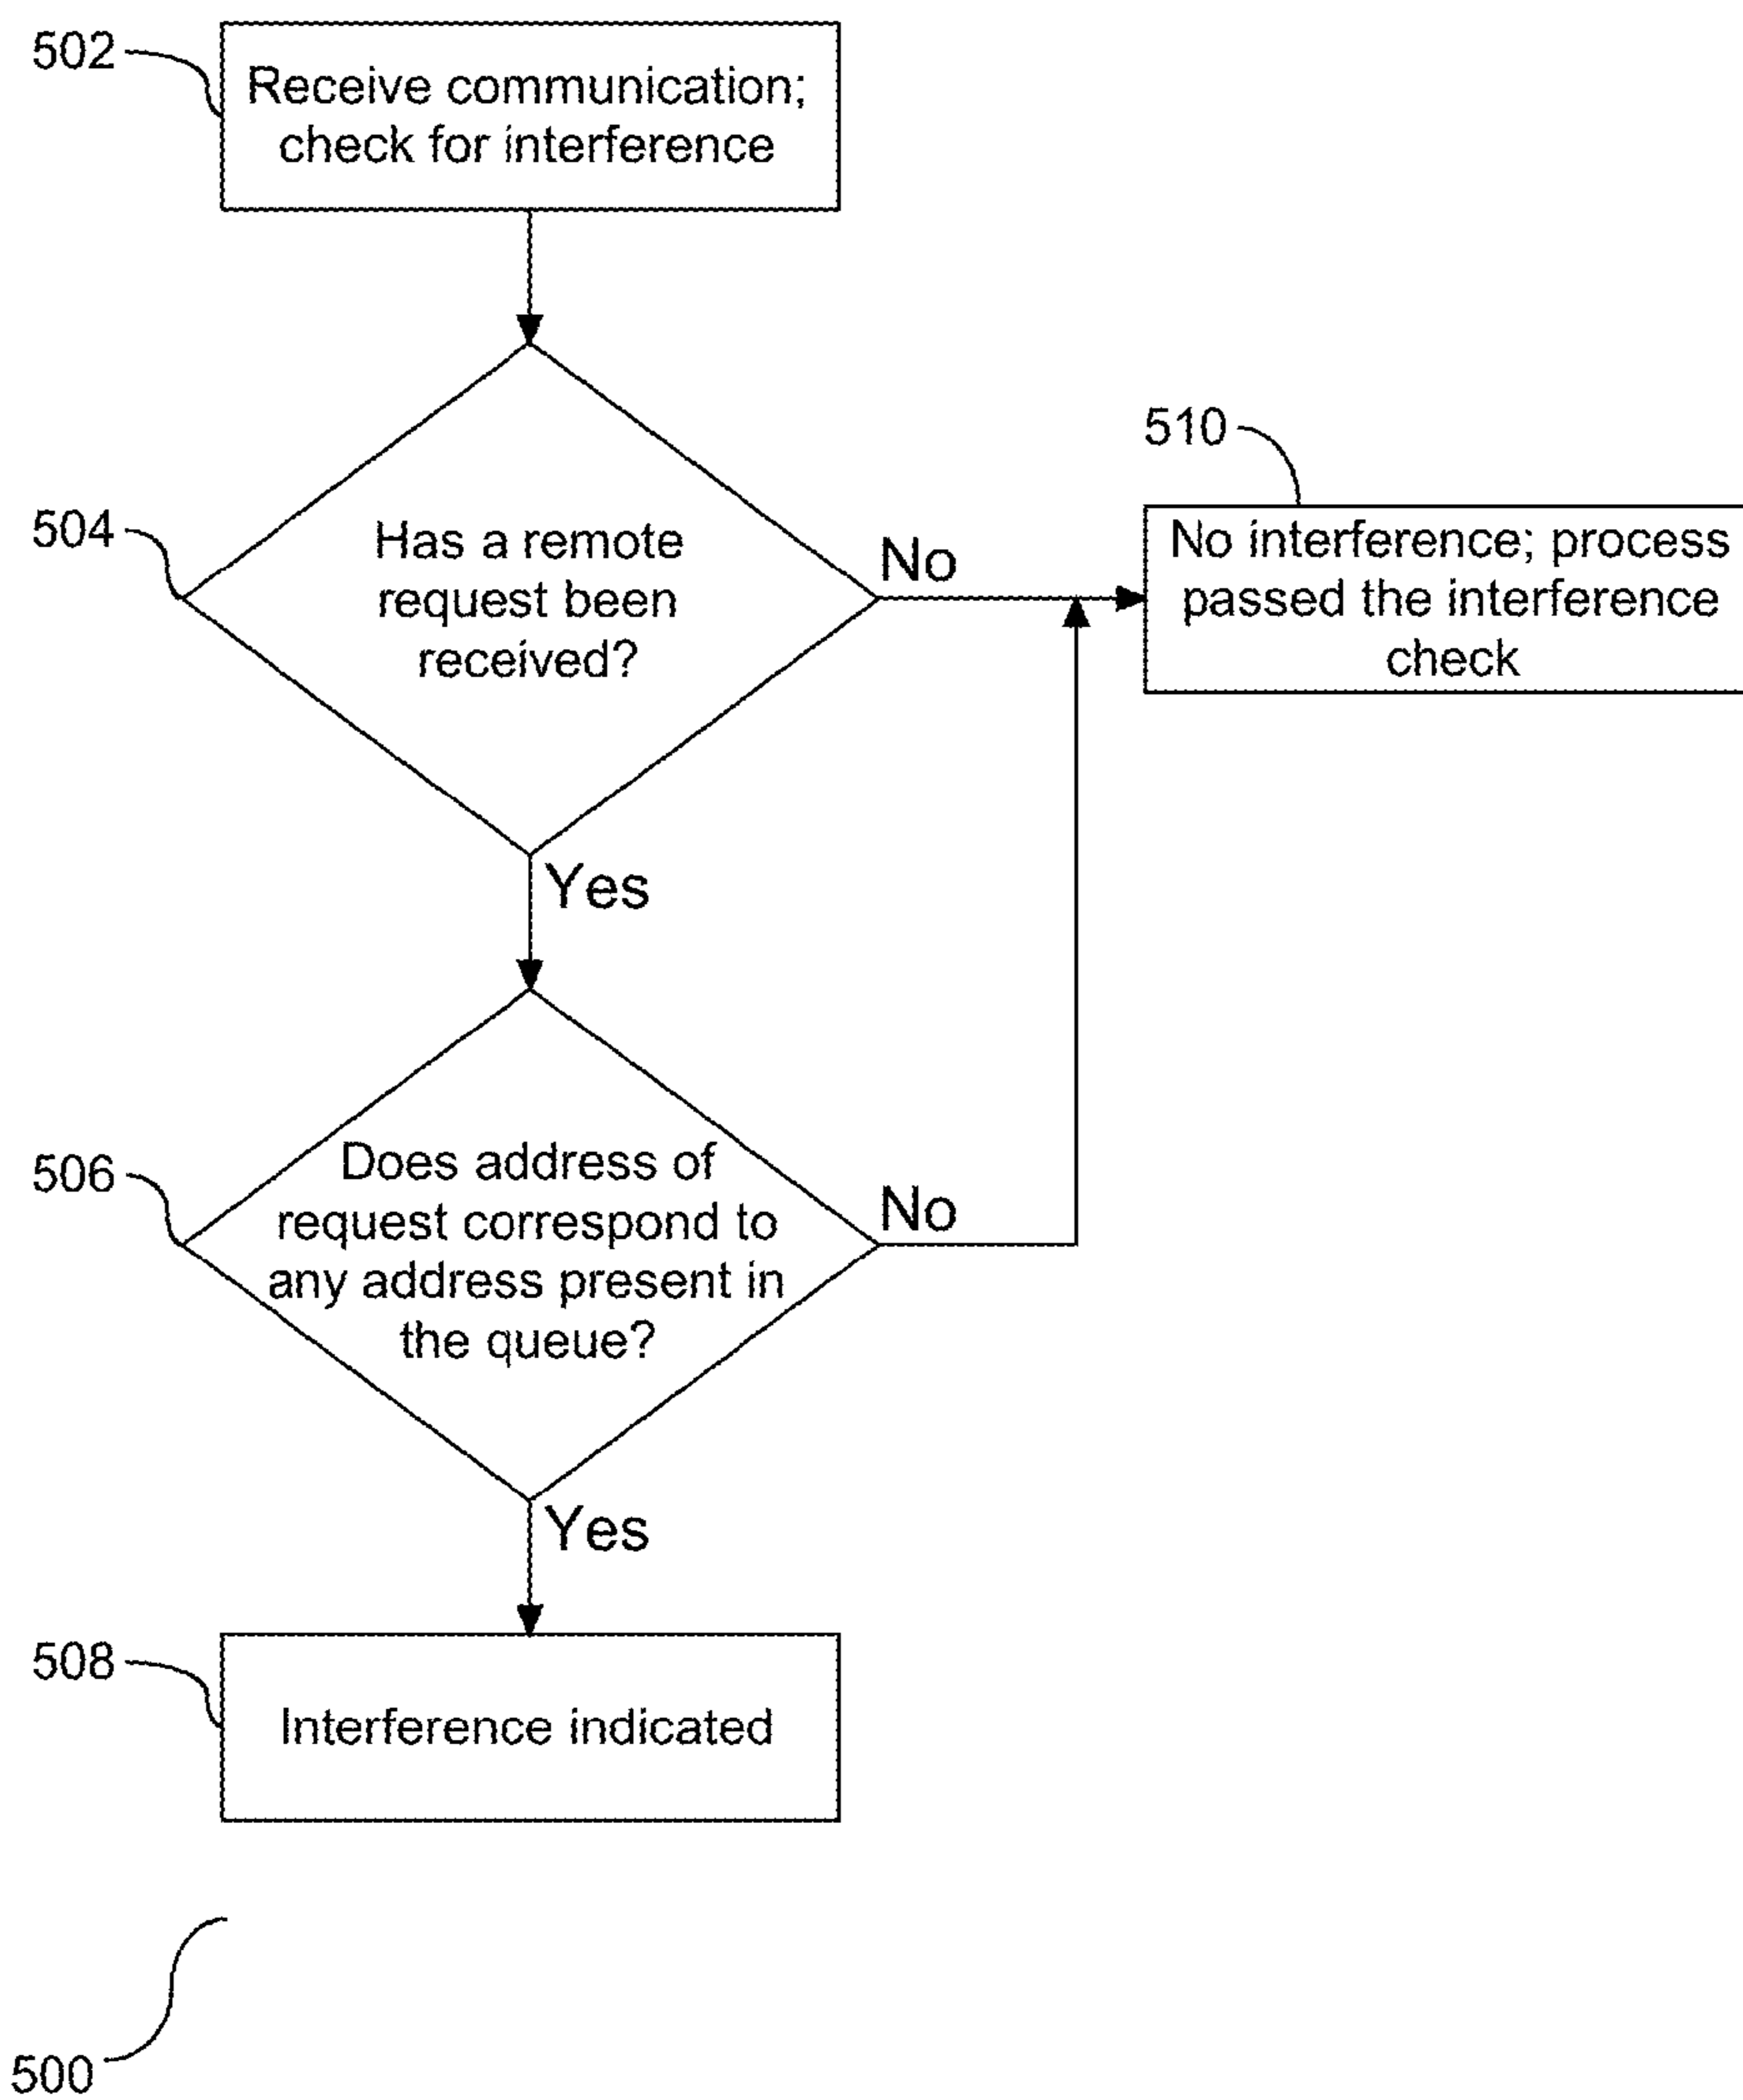 502
Receive communication;
check for interference
510
504
Has a remote
request been
received?
No
No interference; process
passed the interference
check
Yes
506
Does address of
request correspond to
any address present in
the queue?
No
Yes
508
Interference indicated
500